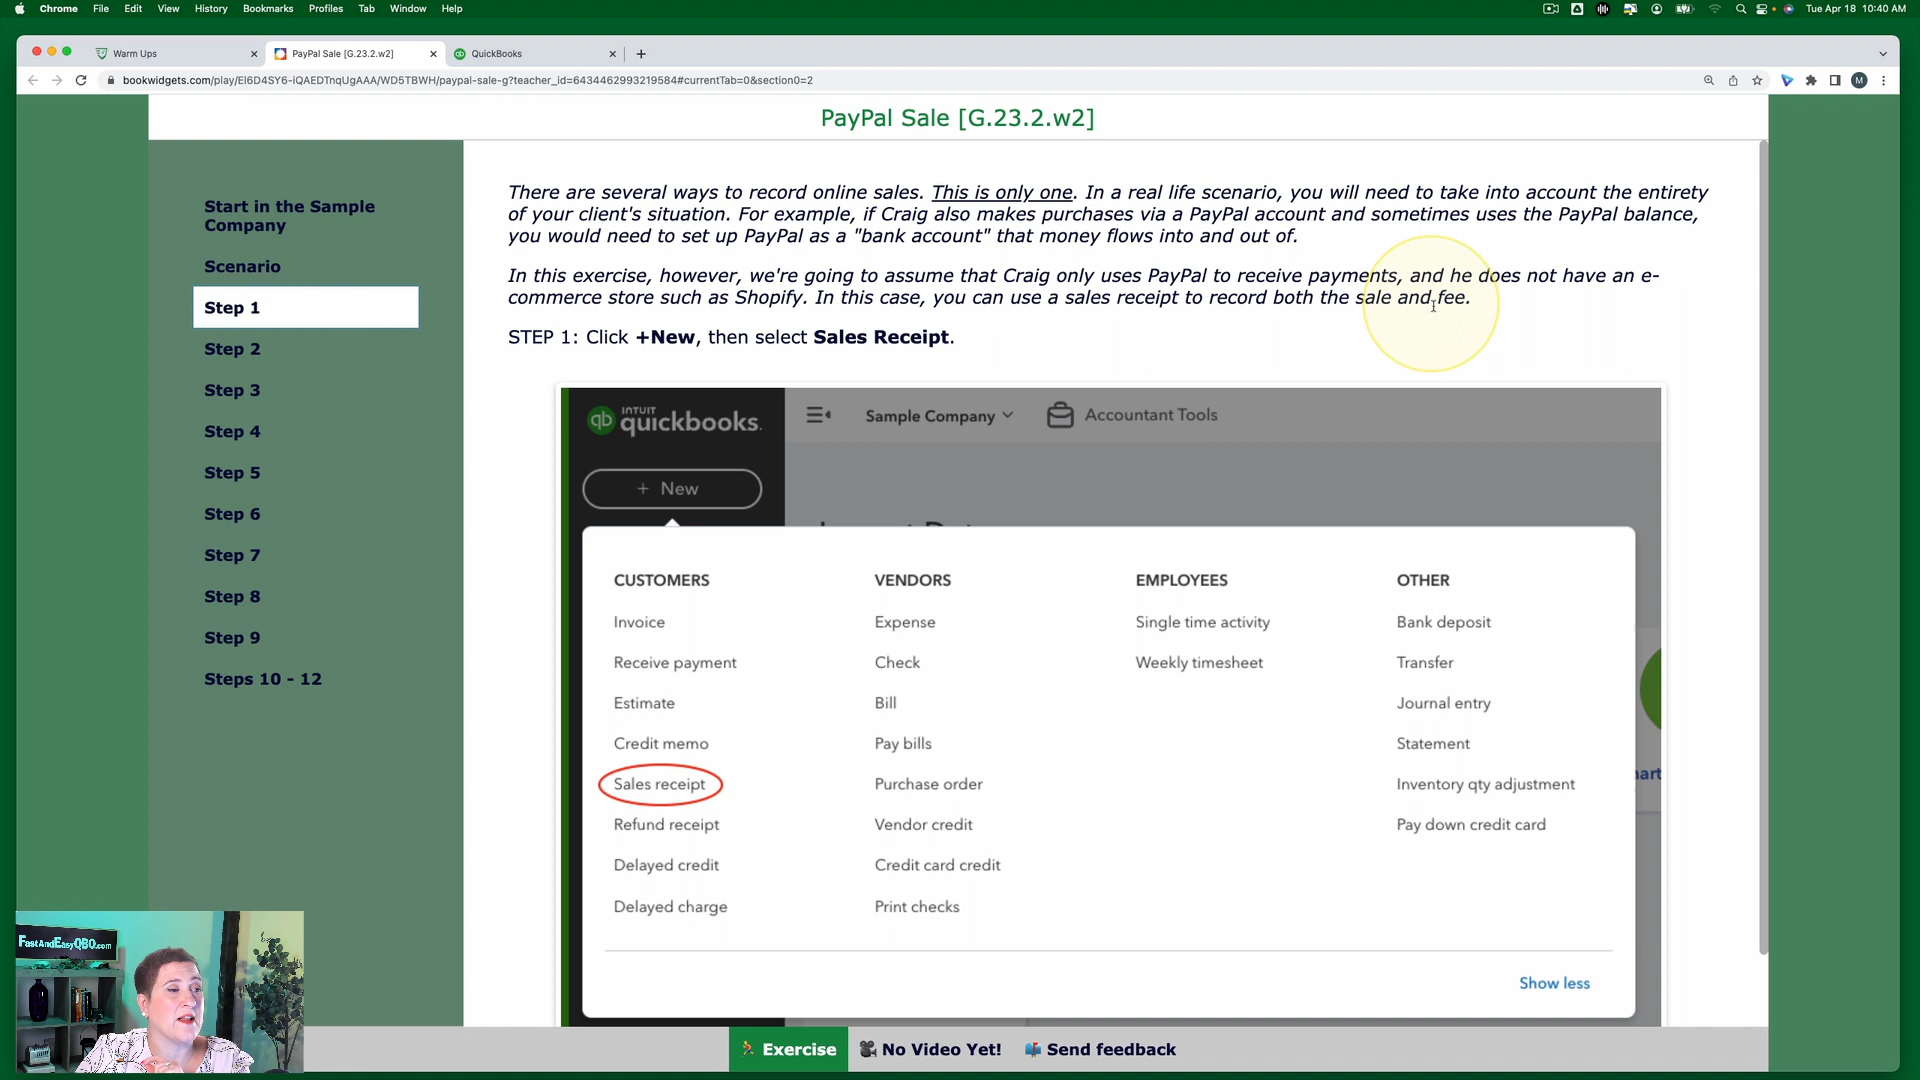 Chrome File Edit View History Bookmarks Profiles Tab Window Help
Tue Apr 18 10:40 AM
Warm Ups
PayPal Sale [G.23.2.w2]
QuickBooks
bookwidgets.com/play/EI6D4SY6-iQAEDTnqUgAAA/WD5TBWH/paypal-sale-g?teacher_id=6434462993219584#currentTab=0&section0=2
M
PayPal Sale [G.23.2.w2]
Start in the Sample
Company
Scenario
Step 1
Step 2
Step 3
Step 4
Step 5
Step 6
Step 7
Step 8
Step 9
Steps 10 - 12
There are several ways to record online sales. This is only one. In a real life scenario, you will need to take into account the entirety
of your client's situation. For example, if Craig also makes purchases via a PayPal account and sometimes uses the PayPal balance,
you would need to set up PayPal as a "bank account" that money flows into and out of.
In this exercise, however, we're going to assume that Craig only uses PayPal to receive payments, and he does not have an e-
commerce store such as Shopify. In this case, you can use a sales receipt to record both the sale and fee.
STEP 1: Click +New, then select Sales Receipt.
qb INTUIT quickbooks.
Sample Company
Accountant Tools
+ New
CUSTOMERS
Invoice
Receive payment
Estimate
Credit memo
Sales receipt
Refund receipt
Delayed credit
Delayed charge
VENDORS
Expense
Check
Bill
Pay bills
Purchase order
Vendor credit
Credit card credit
Print checks
EMPLOYEES
Single time activity
Weekly timesheet
OTHER
Bank deposit
Transfer
Journal entry
Statement
Inventory qty adjustment
Pay down credit card
Show less
FastAndEasyQBO.com
Exercise
No Video Yet!
Send feedback